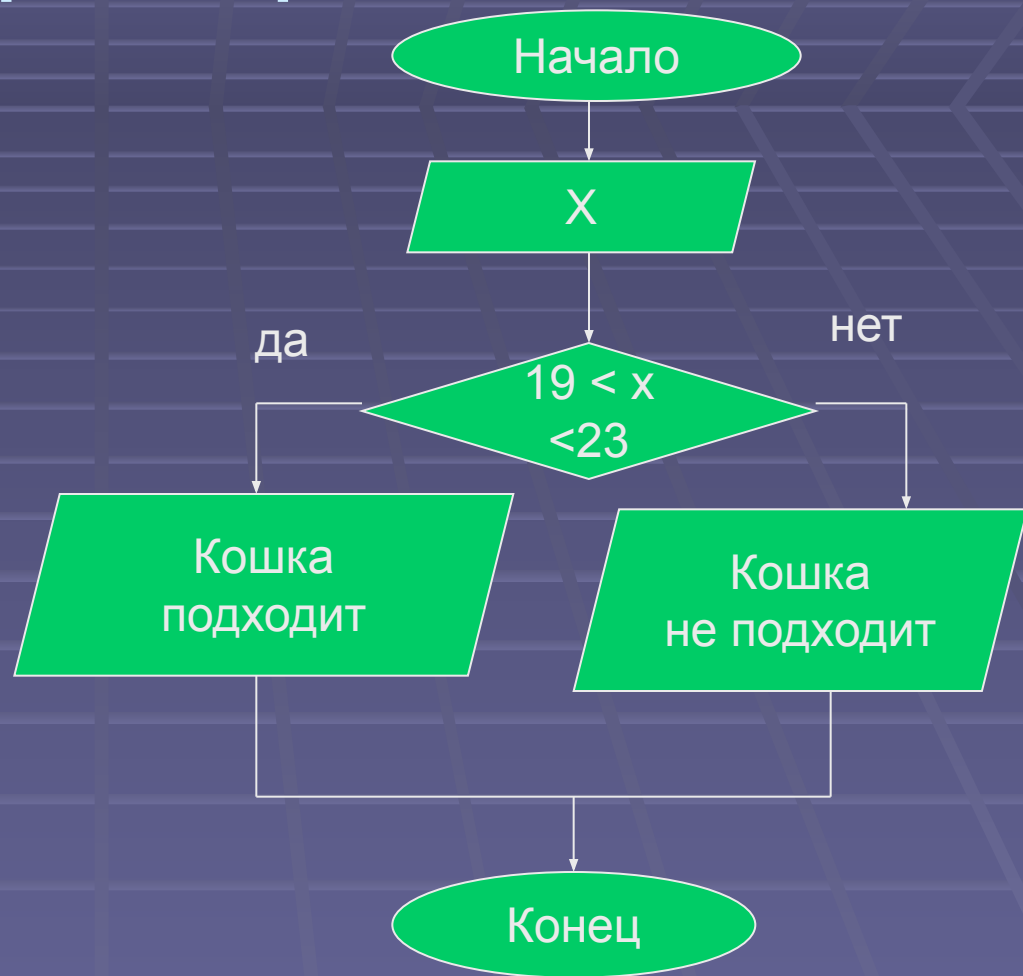 Начало
X
да
нет
19 < x
<23
Кошка
подходит
Кошка
не подходит
Конец